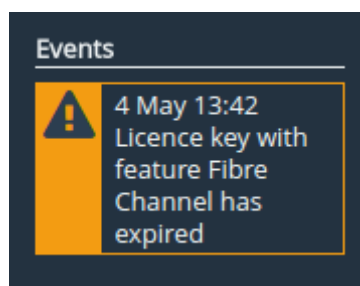 Events
4 May 13:42
Licence key with
feature Fibre
Channel has
expired